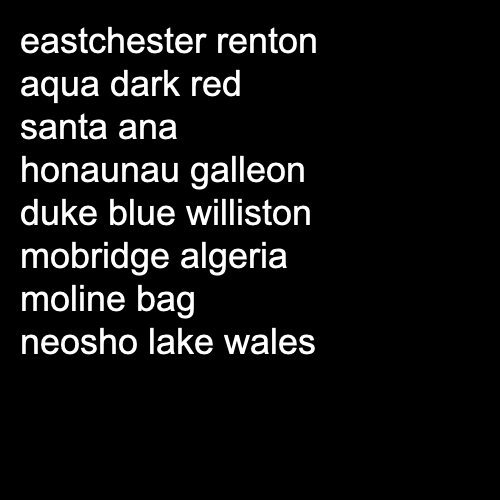 eastchester renton
aqua dark red
santa ana
honaunau galleon
duke blue williston
mobridge algeria
moline bag
neosho lake wales